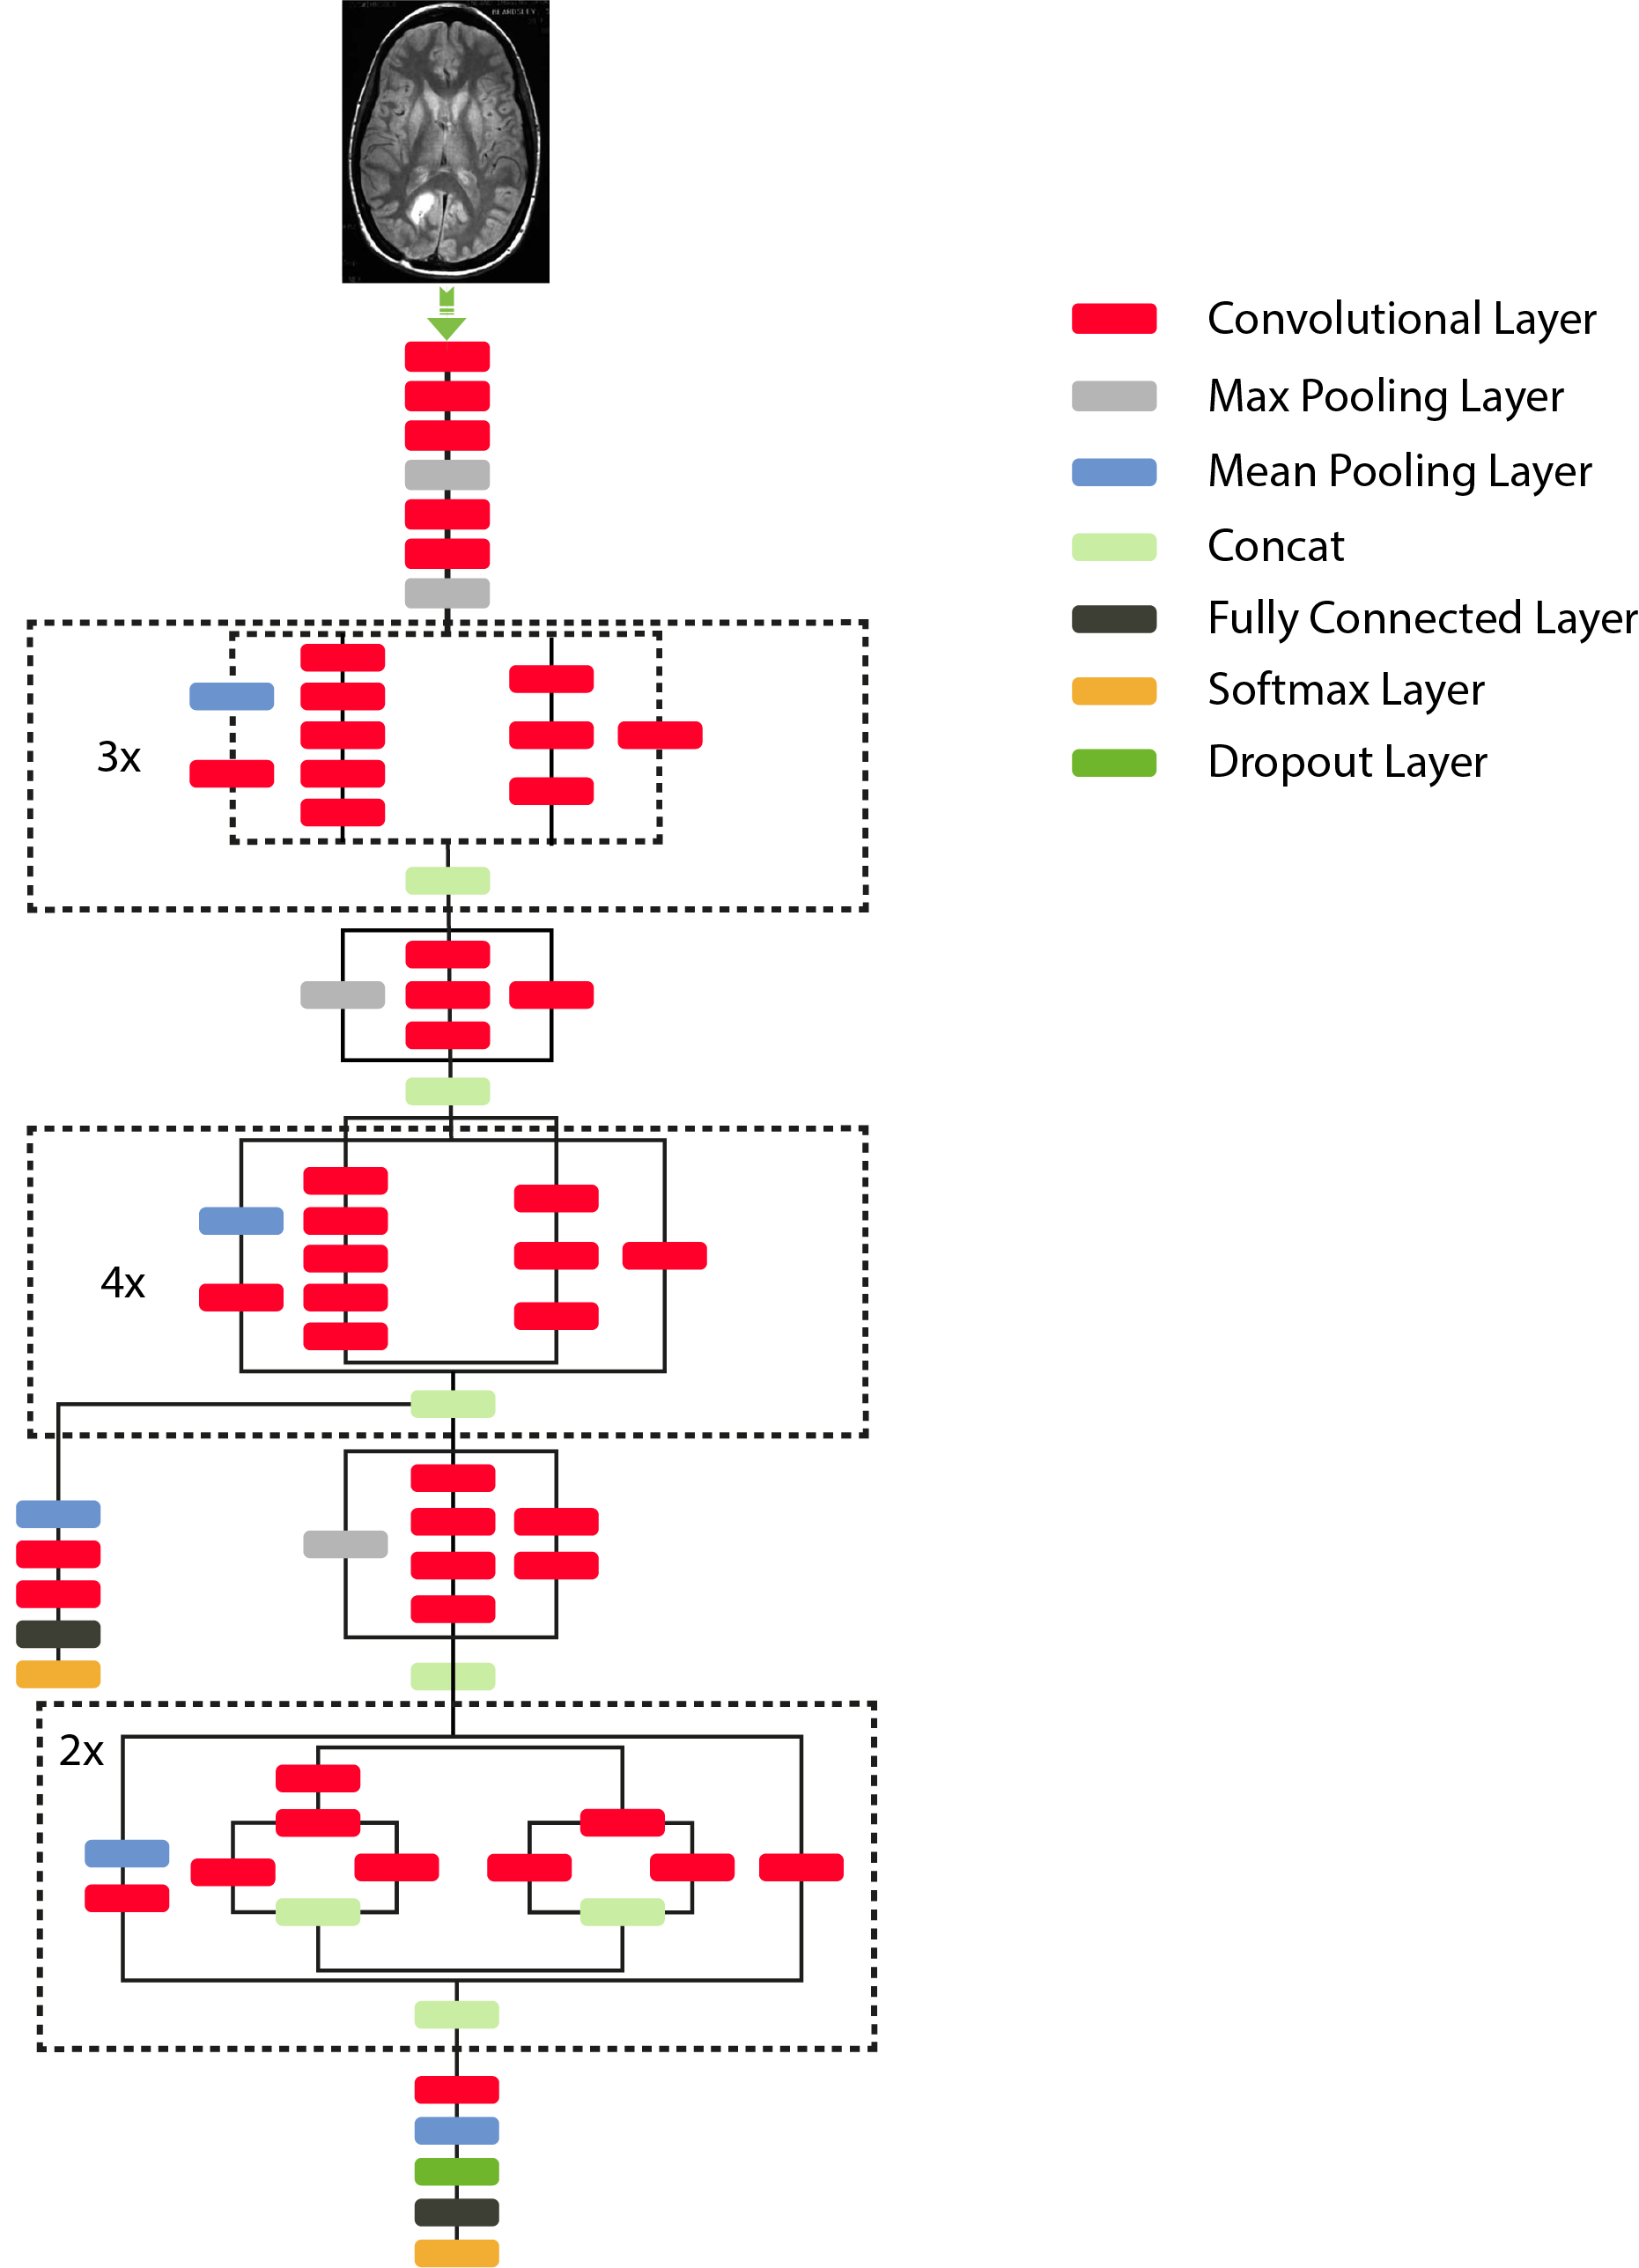 BEARDSLEY
Convolutional Layer
Max Pooling Layer
Mean Pooling Layer
Concat
Fully Connected Layer
Softmax Layer
Dropout Layer
3x
4x
2x